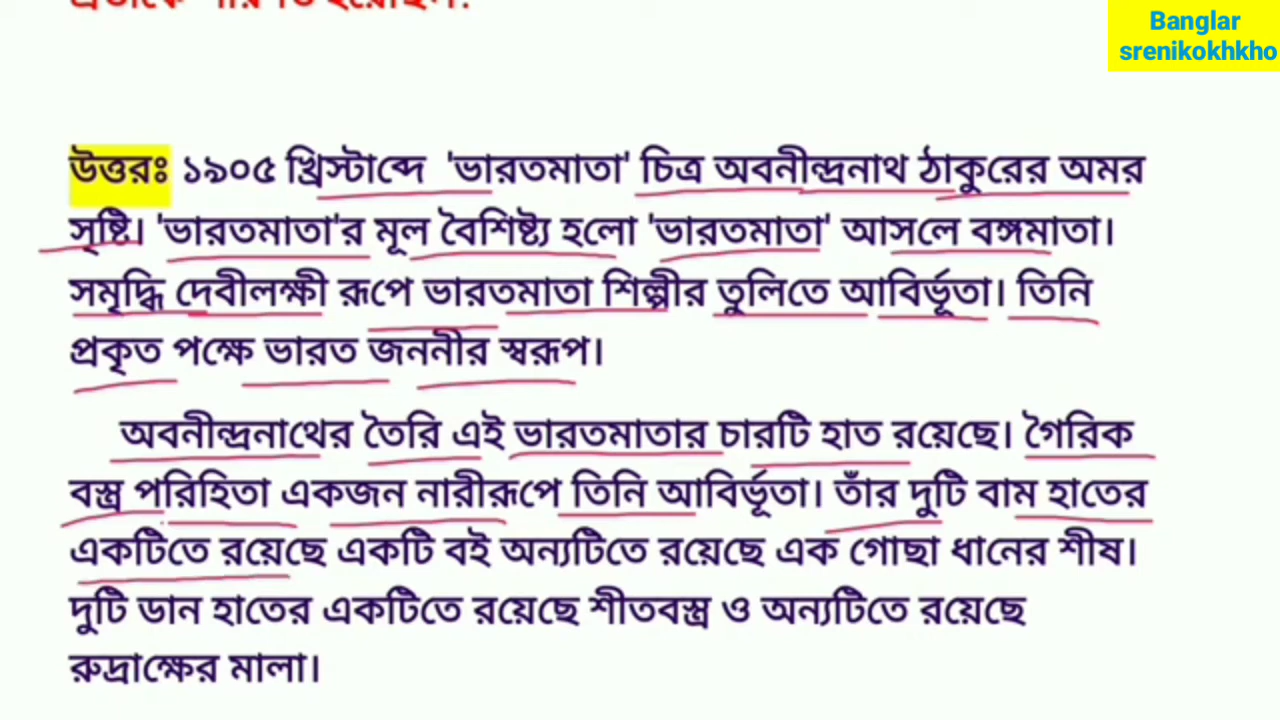 Banglar
srenikokhkho
উত্তরঃ ১৯০৫ খ্রিস্টাব্দে 'ভারতমাতা' চিত্র অবনীন্দ্রনাথ ঠাকুরের অমর
সৃষ্টি। 'ভারতমাতা'র মূল বৈশিষ্ট্য হলো 'ভারতমাতা' আসলে বঙ্গমাতা।
সমৃদ্ধি দেবীলক্ষী রূপে ভারতমাতা শিল্পীর তুলিতে আবির্ভূতা। তিনি
প্রকৃত পক্ষে ভারত জননীর স্বরূপ।
অবনীন্দ্রনাথের তৈরি এই ভারতমাতার চারটি হাত রয়েছে। গৈরিক
বস্ত্র পরিহিতা একজন নারীরূপে তিনি আবির্ভূতা। তাঁর দুটি বাম হাতের
একটিতে রয়েছে একটি বই অন্যটিতে রয়েছে এক গোছা ধানের শীষ।
দুটি ডান হাতের একটিতে রয়েছে শীতবস্ত্র ও অন্যটিতে রয়েছে
রুদ্রাক্ষের মালা।